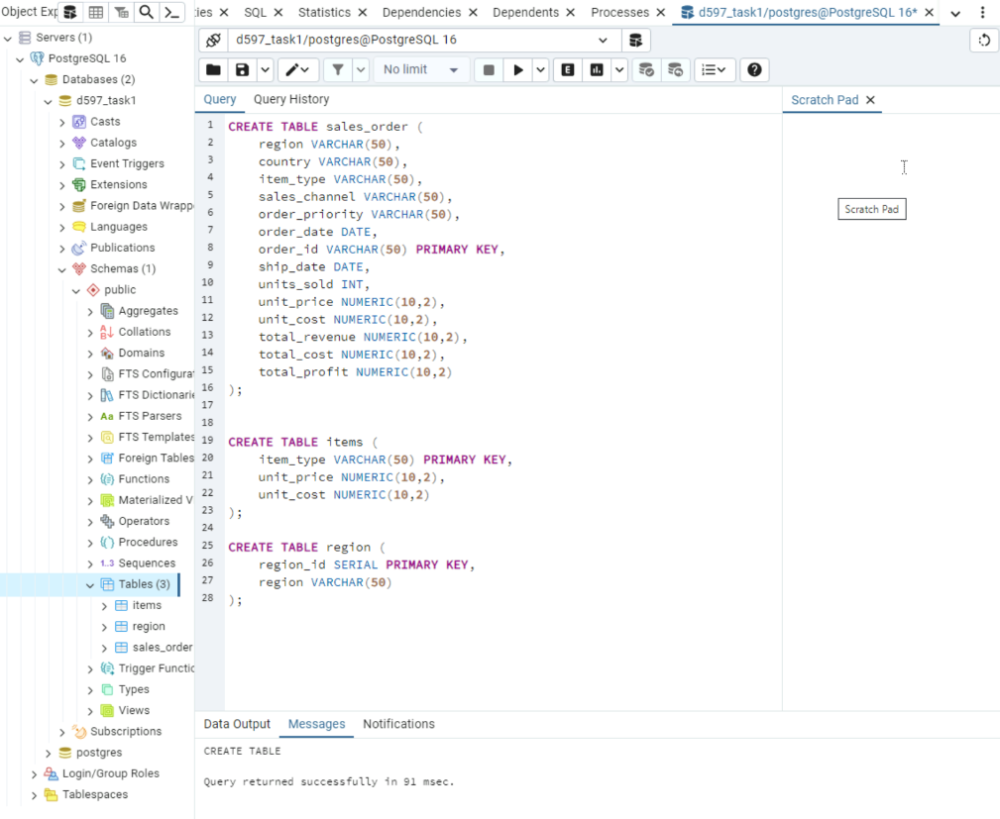 Object Exp
ties
SQL
Statistics
Dependencies
Dependents
Processes
d597_task1/postgres@PostgreSQL 16*
Servers (1)
PostgreSQL 16
Databases (2)
d597_task1
Casts
Catalogs
Event Triggers
Extensions
Foreign Data Wrapp
Languages
Publications
Schemas (1)
public
Aggregates
Collations
Domains
FTS Configurat
FTS Dictionarie
Aa FTS Parsers
FTS Templates
Foreign Tables
Functions
Materialized V
Operators
Procedures
1..3 Sequences
Tables (3)
items
region
sales_order
Trigger Functic
Types
Views
Subscriptions
postgres
Login/Group Roles
Tablespaces
d597_task1/postgres@PostgreSQL 16
No limit
E
Query
Query History
1 CREATE TABLE sales_order (
2     region VARCHAR(50),
3     country VARCHAR(50),
4     item_type VARCHAR(50),
5     sales_channel VARCHAR(50),
6     order_priority VARCHAR(50),
7     order_date DATE,
8     order_id VARCHAR(50) PRIMARY KEY,
9     ship_date DATE,
10     units_sold INT,
11     unit_price NUMERIC(10,2),
12     unit_cost NUMERIC(10,2),
13     total_revenue NUMERIC(10,2),
14     total_cost NUMERIC(10,2),
15     total_profit NUMERIC(10,2)
16 );
17
18
19 CREATE TABLE items (
20     item_type VARCHAR(50) PRIMARY KEY,
21     unit_price NUMERIC(10,2),
22     unit_cost NUMERIC(10,2)
23 );
24
25 CREATE TABLE region (
26     region_id SERIAL PRIMARY KEY,
27     region VARCHAR(50)
28 );
Scratch Pad
Scratch Pad
Data Output
Messages
Notifications
CREATE TABLE
Query returned successfully in 91 msec.